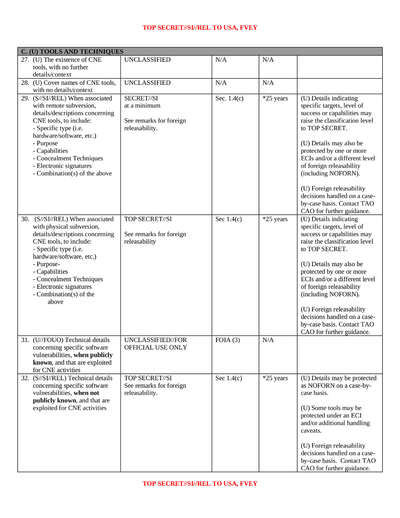 TOP SECRET//SI//REL TO USA, FVEY
C. (U) TOOLS AND TECHNIQUES
27. (U) The existence of CNE
tools, with no further
details/context
UNCLASSIFIED
N/A
N/A
28. (U) Cover names of CNE tools,
with no details/context
UNCLASSIFIED
N/A
N/A
29. (S//SI//REL) When associated
with remote subversion,
details/descriptions concerning
CNE tools, to include:
- Specific type (i.e.
hardware/software, etc.)
- Purpose
- Capabilities
- Concealment Techniques
- Electronic signatures
- Combination(s) of the above
SECRET//SI
at a minimum
See remarks for foreign
releasability.
Sec. 1.4(c)
*25 years
(U) Details indicating
specific targets, level of
success or capabilities may
raise the classification level
to TOP SECRET.
(U) Details may also be
protected by one or more
ECIs and/or a different level
of foreign releasability
(including NOFORN).
(U) Foreign releasability
decisions handled on a case-
by-case basis. Contact TAO
CAO for further guidance.
30. (S//SI//REL) When associated
with physical subversion,
details/descriptions concerning
CNE tools, to include:
- Specific type (i.e.
hardware/software, etc.)
- Purpose-
- Capabilities
- Concealment Techniques
- Electronic signatures
- Combination(s) of the
above
TOP SECRET//SI
See remarks for foreign
releasability
Sec 1.4(c)
*25 years
(U) Details indicating
specific targets, level of
success or capabilities may
raise the classification level
to TOP SECRET.
(U) Details may also be
protected by one or more
ECIs and/or a different level
of foreign releasability
(including NOFORN).
(U) Foreign releasability
decisions handled on a case-
by-case basis. Contact TAO
CAO for further guidance.
31. (U//FOUO) Technical details
concerning specific software
vulnerabilities, when publicly
known, and that are exploited
for CNE activities
UNCLASSIFIED//FOR
OFFICIAL USE ONLY
FOIA (3)
N/A
32. (S//SI//REL) Technical details
concerning specific software
vulnerabilities, when not
publicly known, and that are
exploited for CNE activities
TOP SECRET//SI
See remarks for foreign
releasability.
Sec 1.4(c)
*25 years
(U) Details may be protected
as NOFORN on a case-by-
case basis.
(U) Some tools may be
protected under an ECI
and/or additional handling
caveats.
(U) Foreign releasability
decisions handled on a case-
by-case basis. Contact TAO
CAO for further guidance.
TOP SECRET//SI//REL TO USA, FVEY